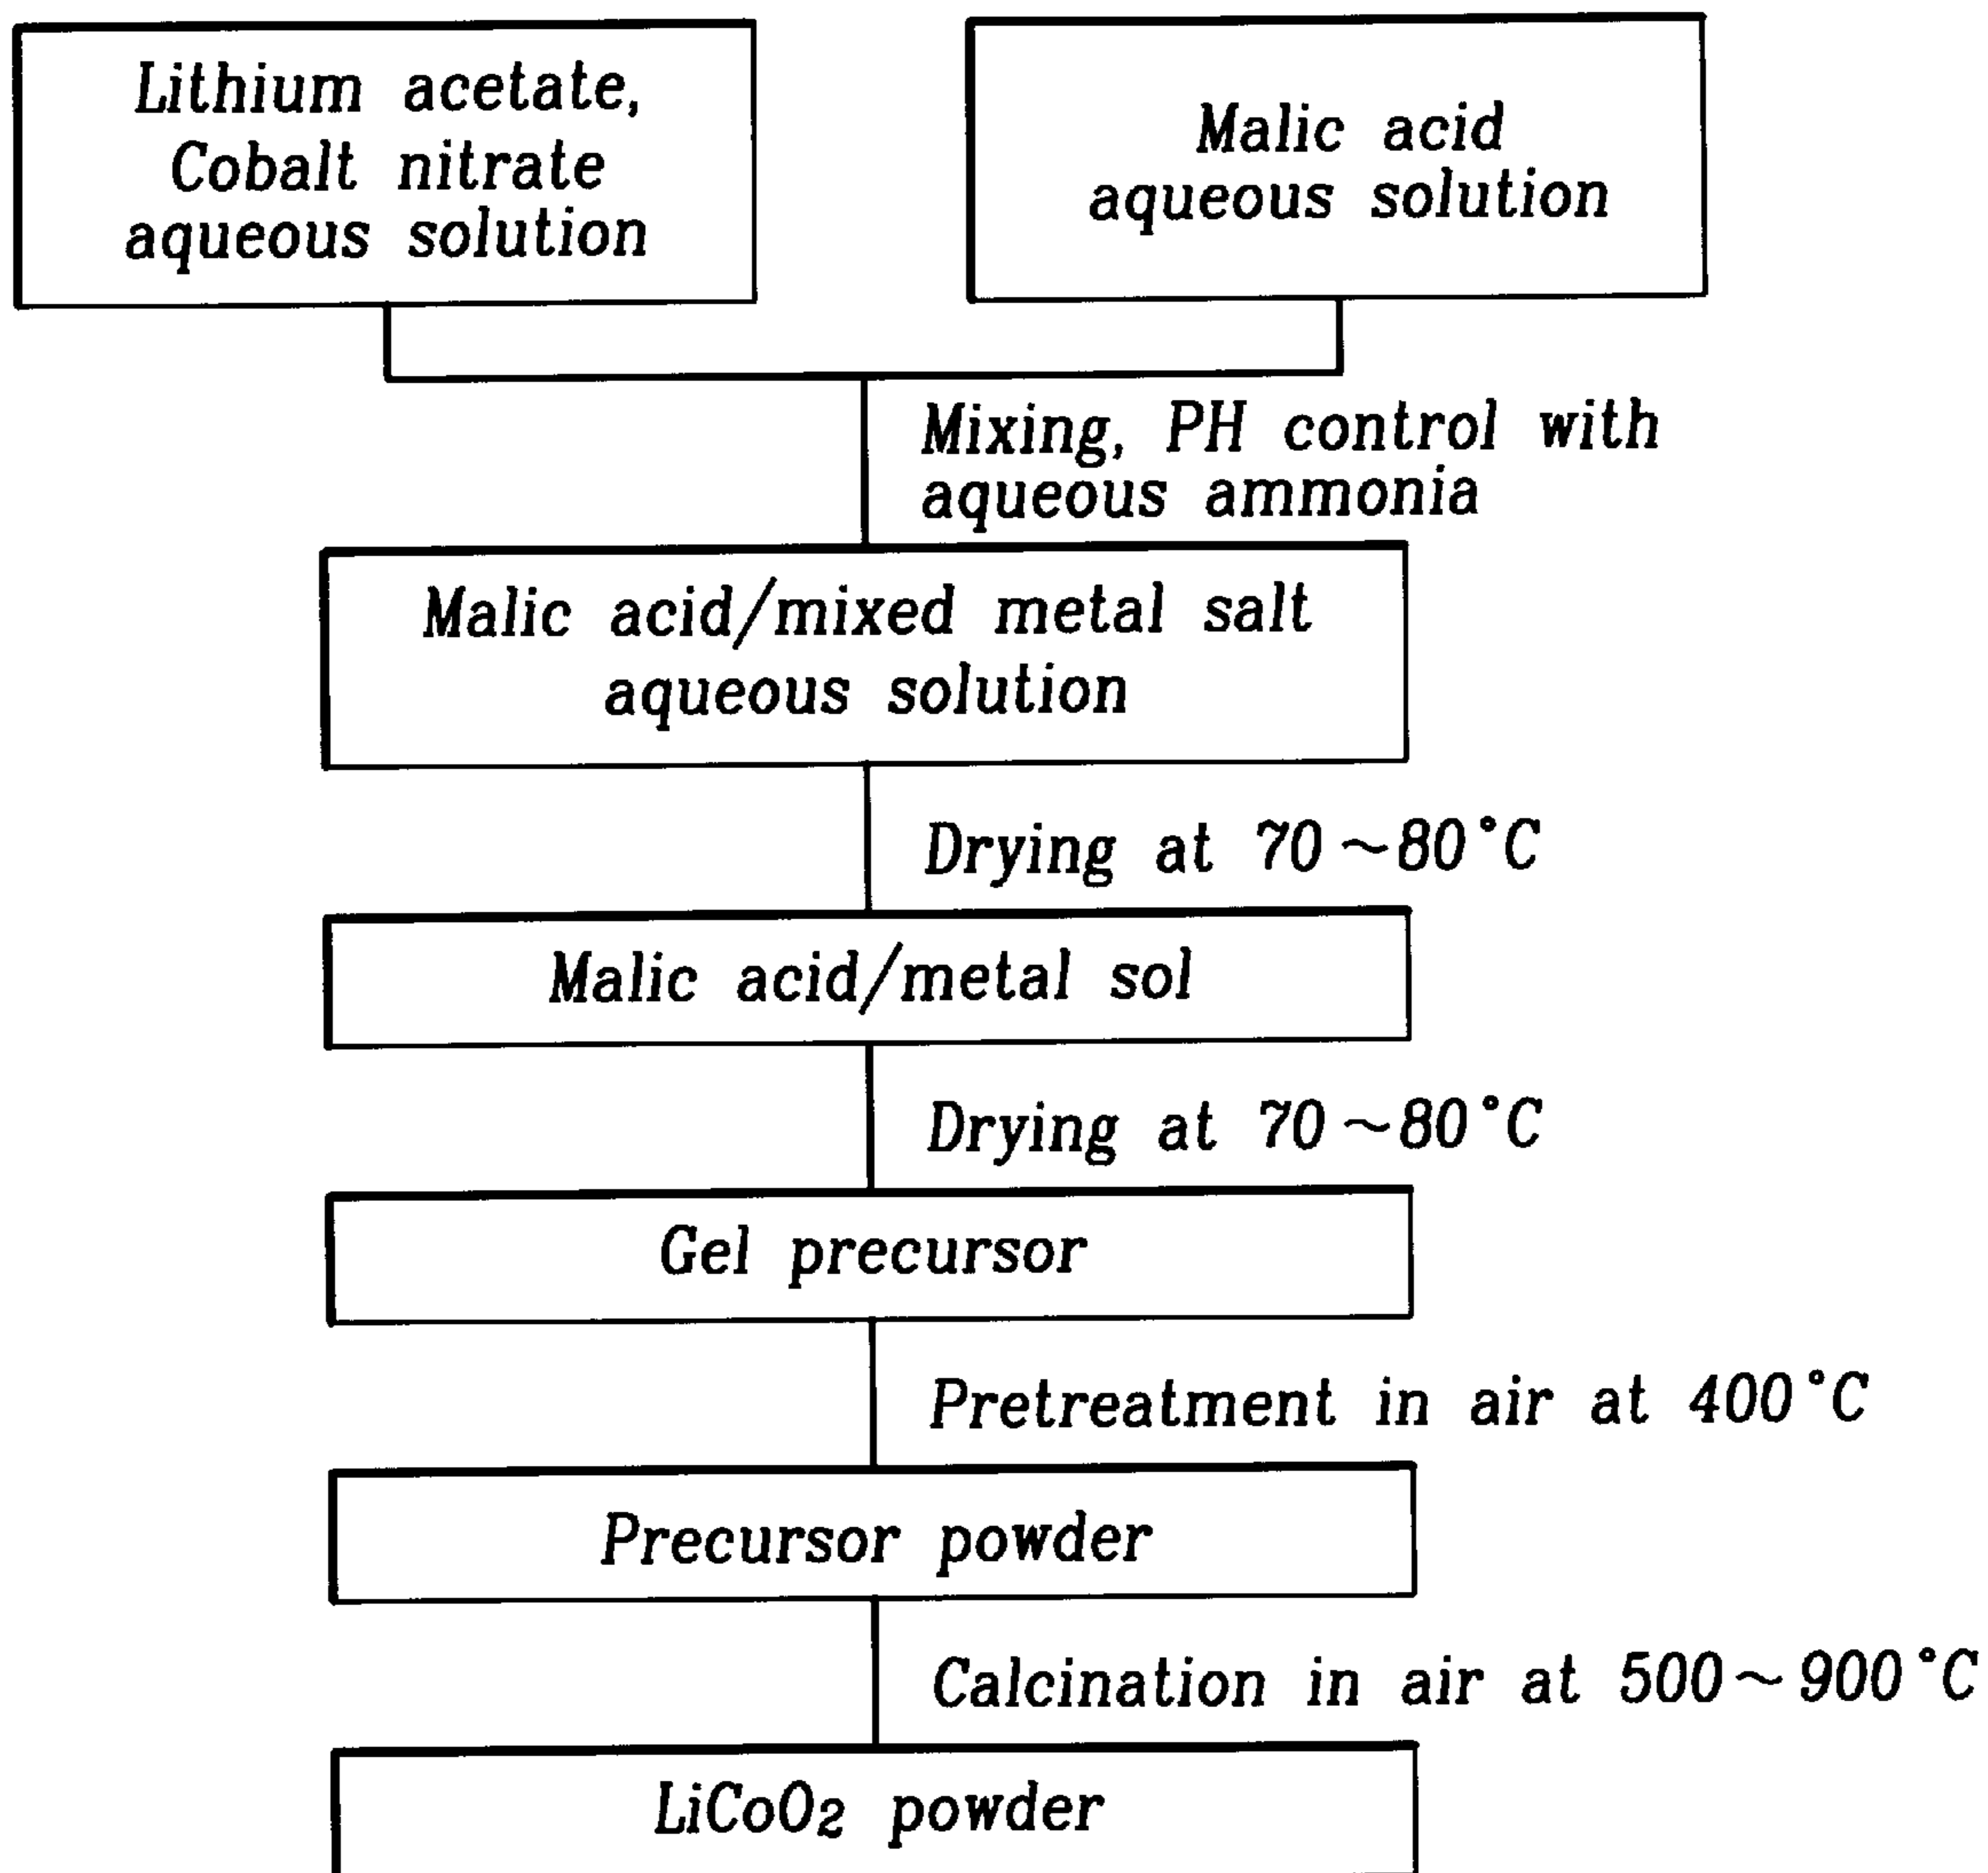 Lithium acetate,
Cobalt nitrate
aqueous solution
Malic acid
aqueous solution
Mixing, PH control with
aqueous ammonia
Malic acid/mixed metal salt
aqueous solution
Drying at 70~80°C
Malic acid/metal sol
Drying at 70~80°C
Gel precursor
Pretreatment in air at 400°C
Precursor powder
Calcination in air at 500~900°C
LiCoO2 powder